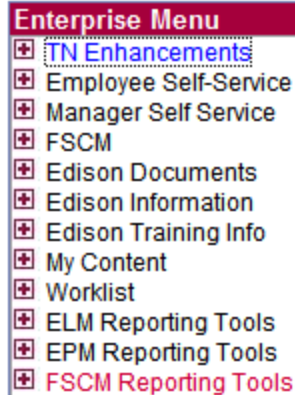 Enterprise Menu
TN Enhancements
Employee Self-Service
Manager Self Service
FSCM
Edison Documents
Edison Information
Edison Training Info
My Content
Worklist
ELM Reporting Tools
EPM Reporting Tools
FSCM Reporting Tools